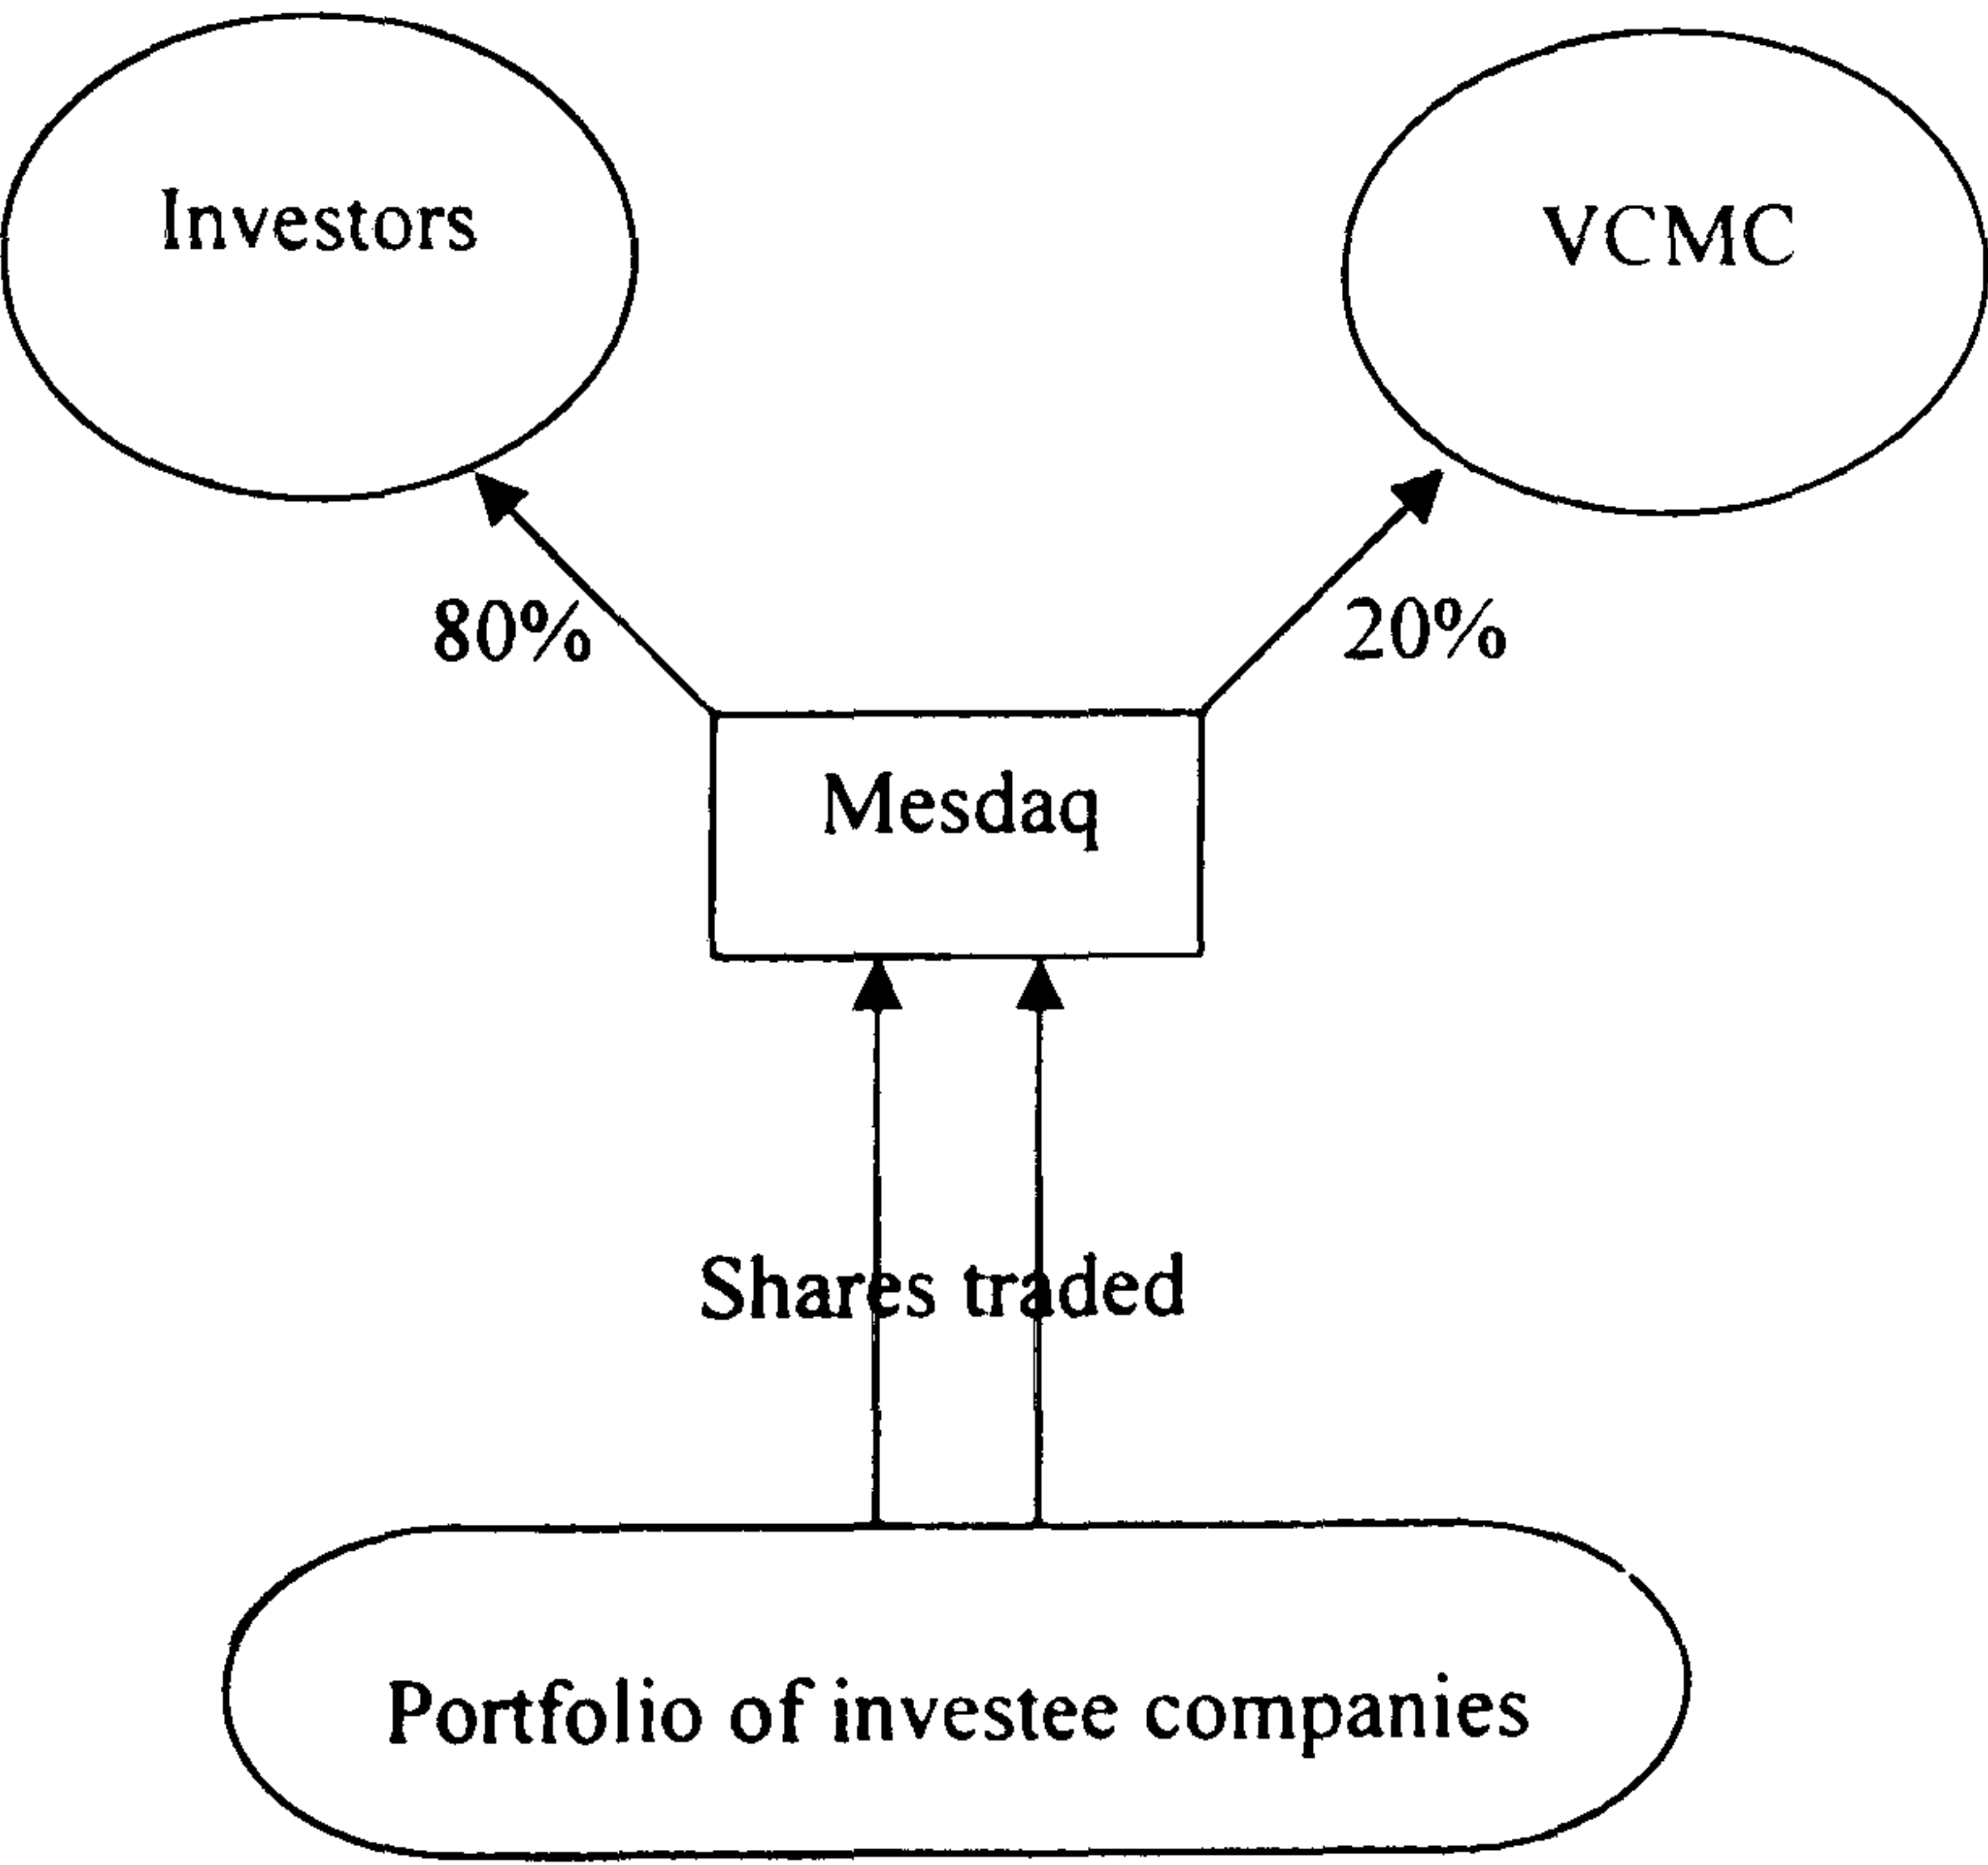 Investors
VCMC
80%
20%
Mesdaq
Shares traded
Portfolio of investee companies